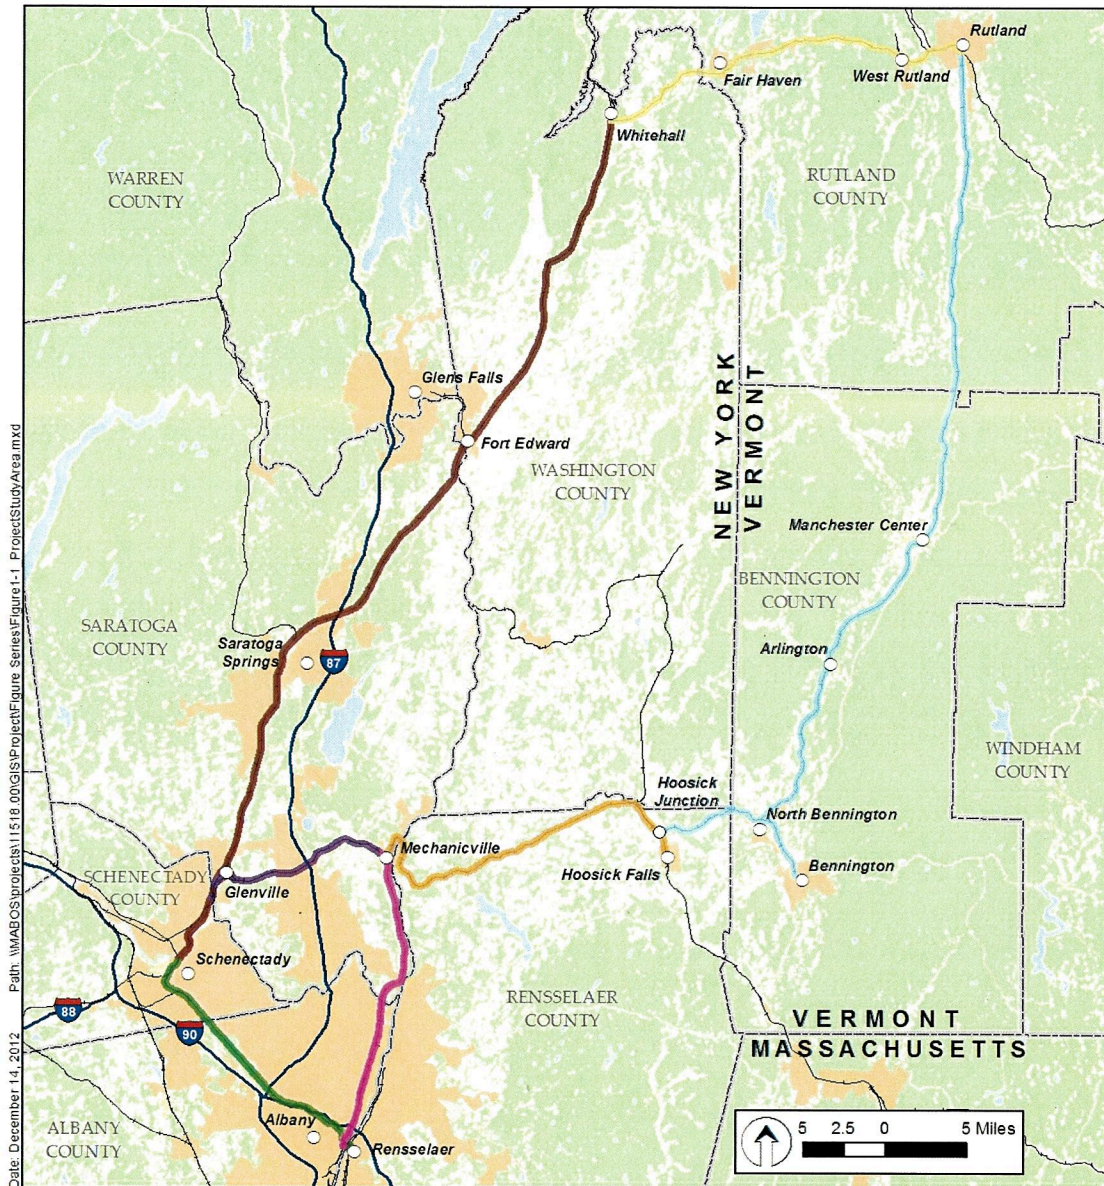 Rutland
West Rutland
Fair Haven
Whitehall
WARREN
COUNTY
RUTLAND
COUNTY
Glens Falls
Fort Edward
WASHINGTON
COUNTY
NEW YORK
VERMONT
Manchester Center
BENNINGTON
COUNTY
SARATOGA
COUNTY
Saratoga
Springs
87
Arlington
WINDHAM
COUNTY
Hoosick
Junction
North Bennington
Mechanicville
Bennington
Hoosick Falls
SCHENECTADY
COUNTY
Glenville
Schenectady
RENSSELAER
COUNTY
88
90
VERMONT
MASSACHUSETTS
Albany
Rensselaer
ALBANY
COUNTY
5 2.5 0 5 Miles
Date: December 14, 2012 Path: \\MABOS\projects\11518.00\GIS\Project\Figure Series\Figure1-1_ProjectStudyArea.mxd